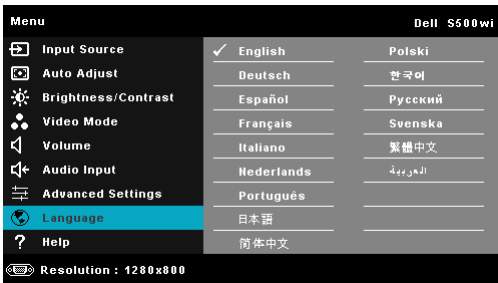 Menu Dell S500wi
Input Source
Auto Adjust
Brightness/Contrast
Video Mode
Volume
Audio Input
Advanced Settings
Language
? Help
✓ English
Deutsch
Español
Français
Italiano
Nederlands
Português
日本語
简体中文
Polski
한국어
Русский
Svenska
繁體中文
العربية
Resolution : 1280x800